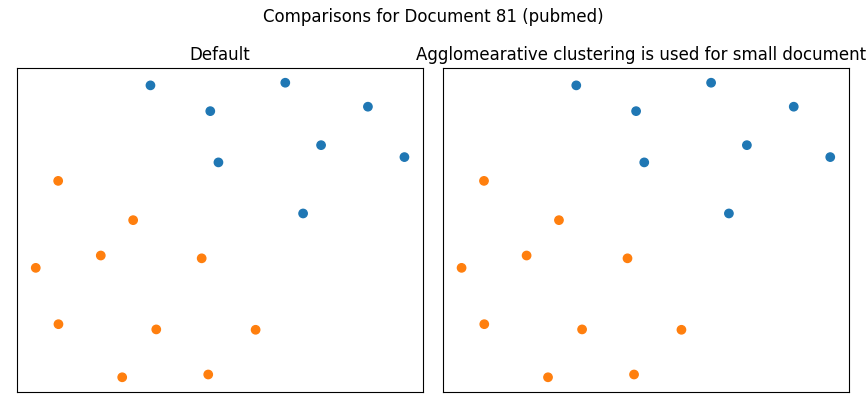 Comparisons for Document 81 (pubmed)
Default
Agglomearative clustering is used for small document